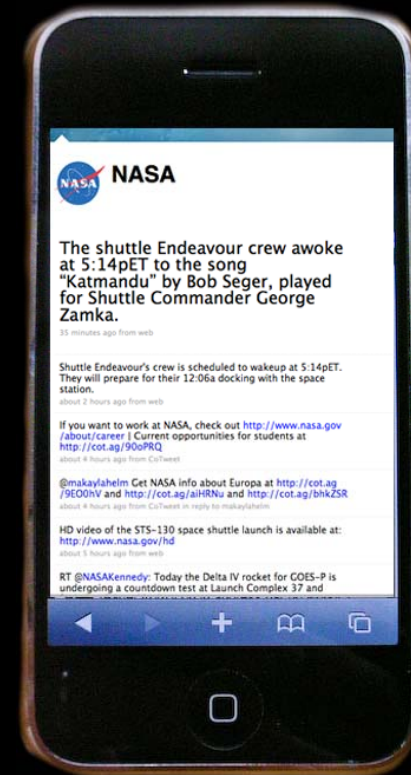 NASA
NASA
The shuttle Endeavour crew awoke
at 5:14pET to the song
“Katmandu” by Bob Seger, played
for Shuttle Commander George
Zamka.
35 minutes ago from web
Shuttle Endeavour's crew is scheduled to wakeup at 5:14pET.
They will prepare for their 12:06a docking with the space
station.
about 2 hours ago from web
If you want to work at NASA, check out http://www.nasa.gov
/about/career | Current opportunities for students at
http://cot.ag/90oPRQ
about 4 hours ago from CoTweet
@makaylahelm Get NASA info about Europa at http://cot.ag
/9EO0hV and http://cot.ag/aiHRNu and http://cot.ag/bhkZSR
about 4 hours ago from CoTweet in reply to makaylahelm
HD video of the STS-130 space shuttle launch is available at:
http://www.nasa.gov/hd
about 5 hours ago from web
RT @NASAKennedy: Today the Delta IV rocket for GOES-P is
undergoing a countdown test at Launch Complex 37 and